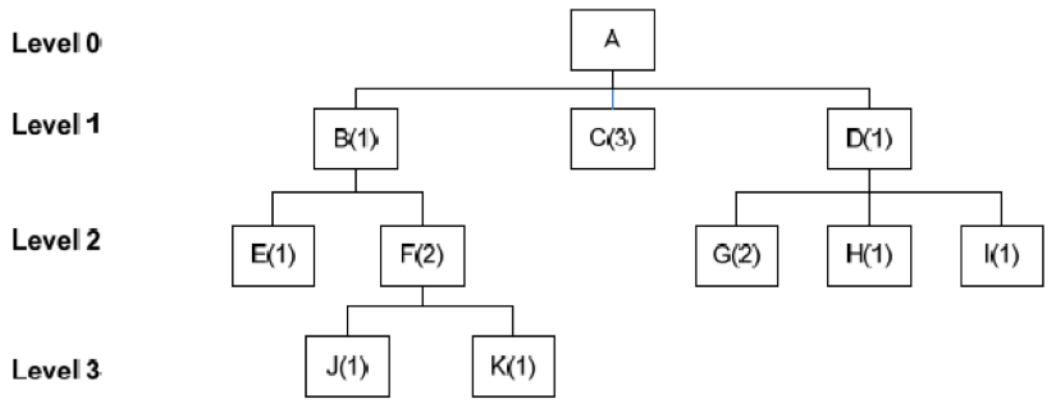 Level 0
A
Level 1
B(1)
C(3)
D(1)
Level 2
E(1)
F(2)
G(2)
H(1)
I(1)
Level 3
J(1)
K(1)